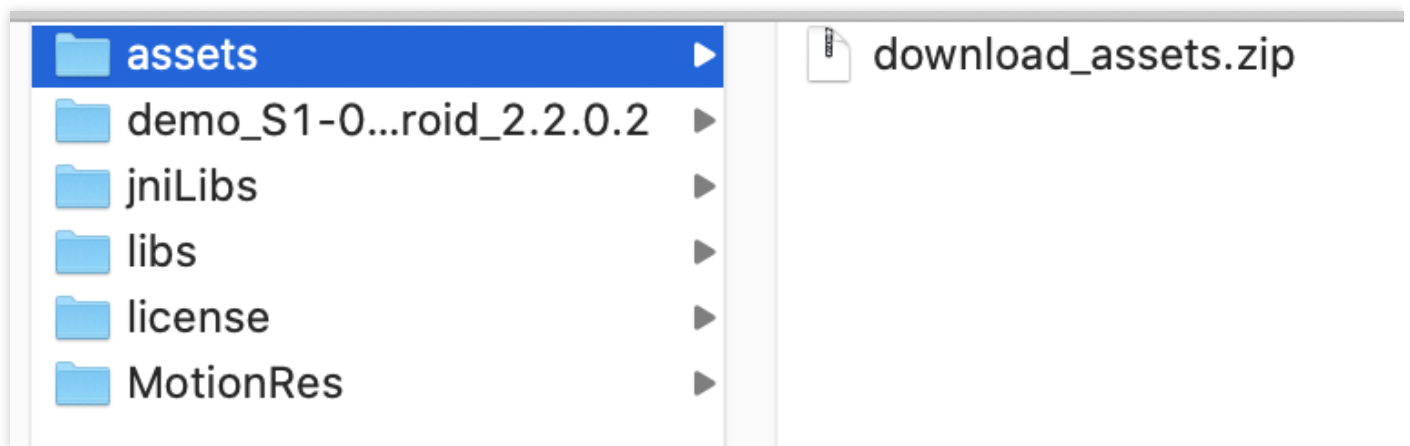 assets
demo_S1-0...roid_2.2.0.2
jniLibs
libs
license
MotionRes
download_assets.zip